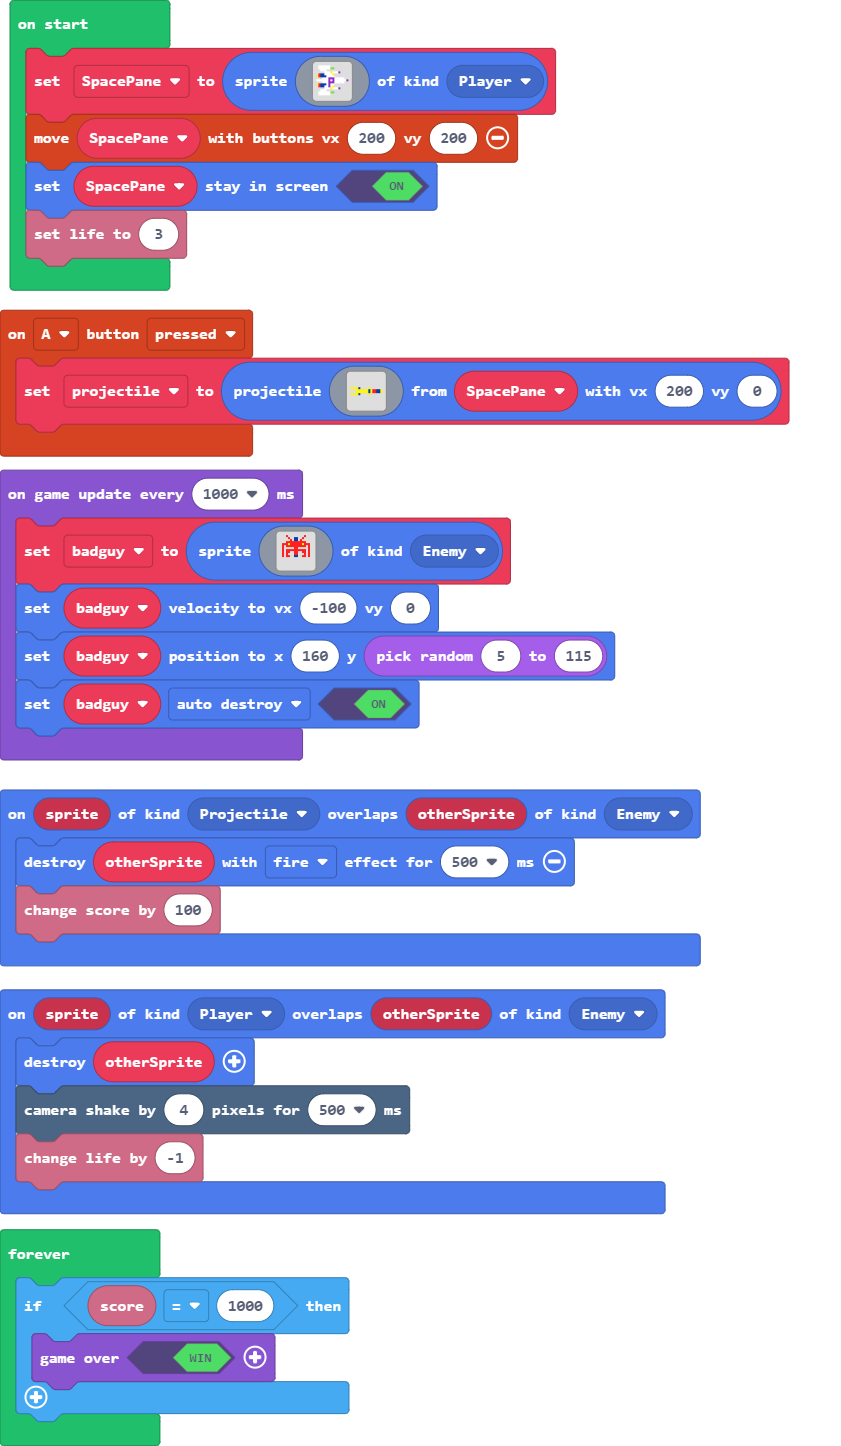 on start
set SpacePane to sprite P of kind Player
move SpacePane with buttons vx 200 vy 200
set SpacePane stay in screen ON
set life to 3
on A button pressed
set projectile to projectile from SpacePane with vx 200 vy 0
on game update every 1000 ms
set badguy to sprite of kind Enemy
set badguy velocity to vx -100 vy 0
set badguy position to x 160 y pick random 5 to 115
set badguy auto destroy ON
on sprite of kind Projectile overlaps otherSprite of kind Enemy
destroy otherSprite with fire effect for 500 ms
change score by 100
on sprite of kind Player overlaps otherSprite of kind Enemy
destroy otherSprite
camera shake by 4 pixels for 500 ms
change life by -1
forever
if score = 1000 then
game over WIN